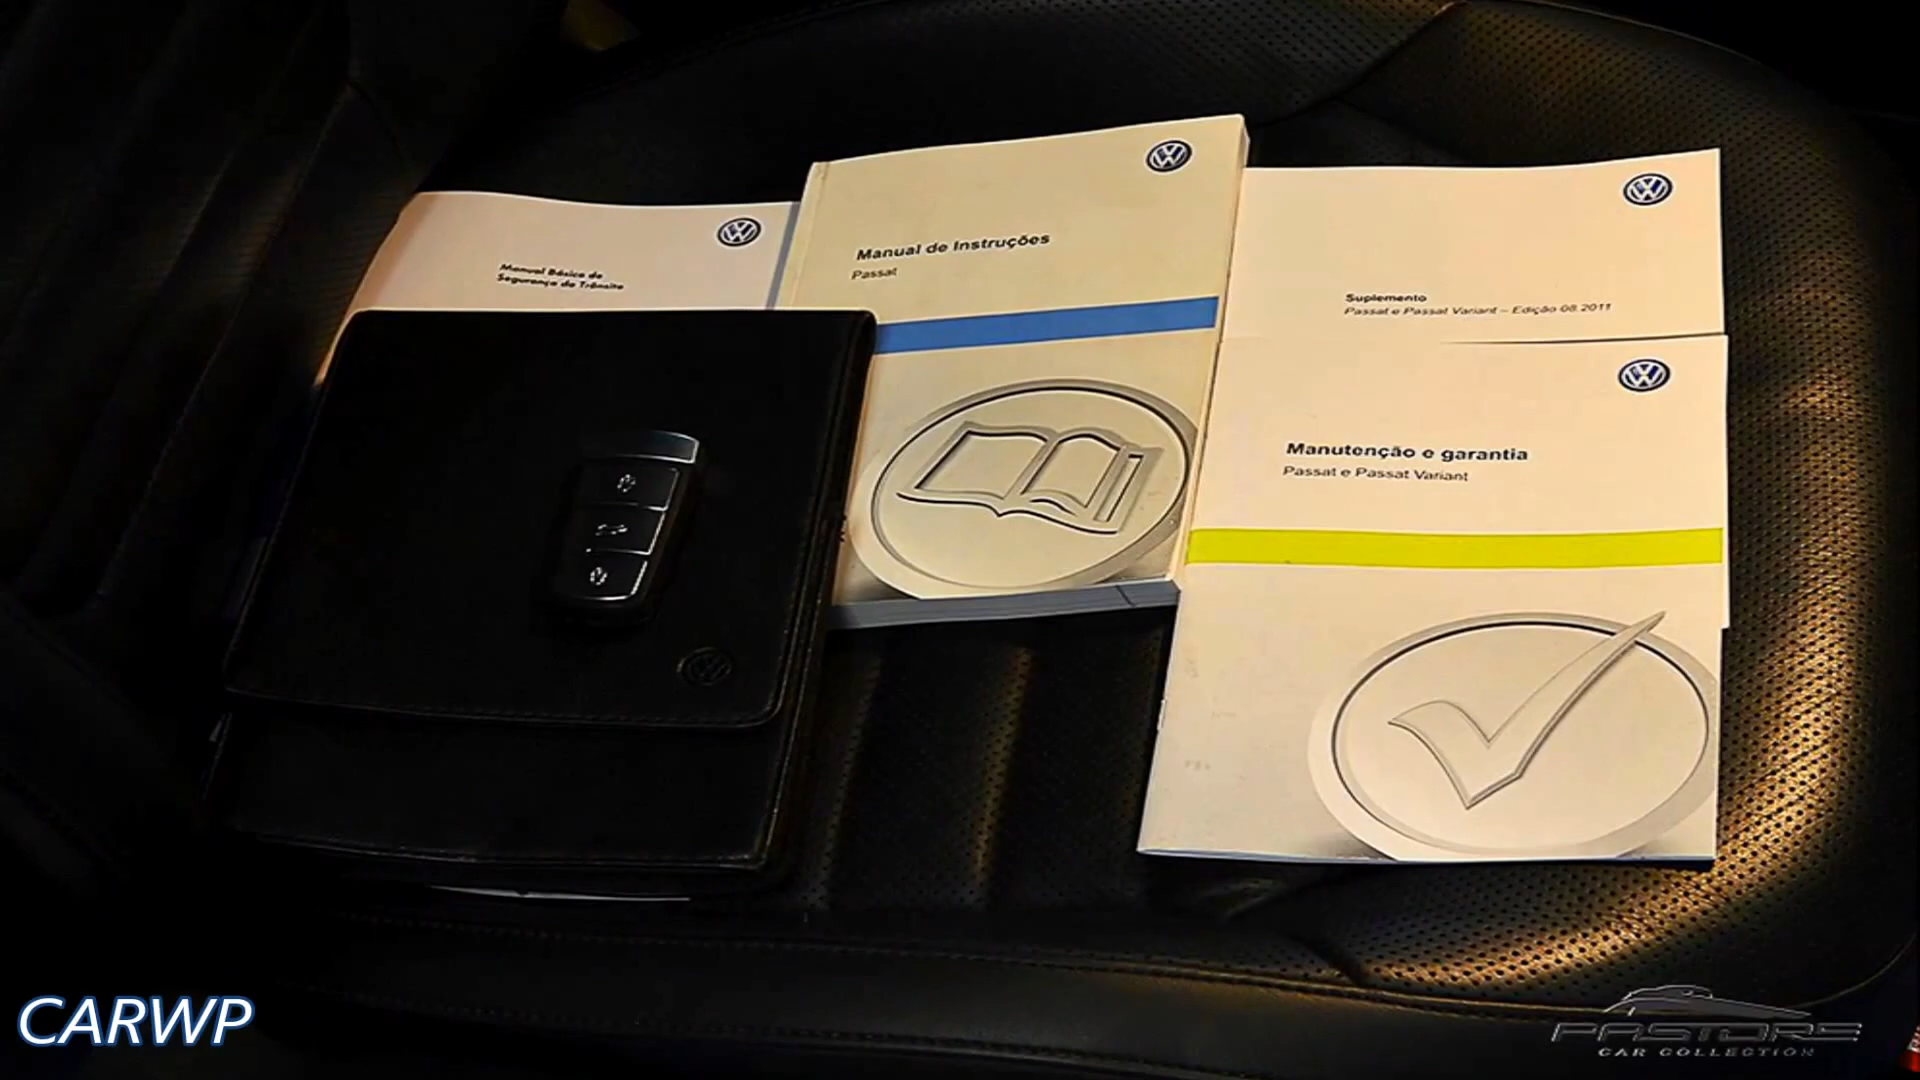 Manual Básico de
Segurança do Trânsito
Manual de Instruções
Passat
Suplemento
Passat e Passat Variant – Edição 08.2011
Manutenção e garantia
Passat e Passat Variant
CARWP
PASTORE
CAR COLLECTION